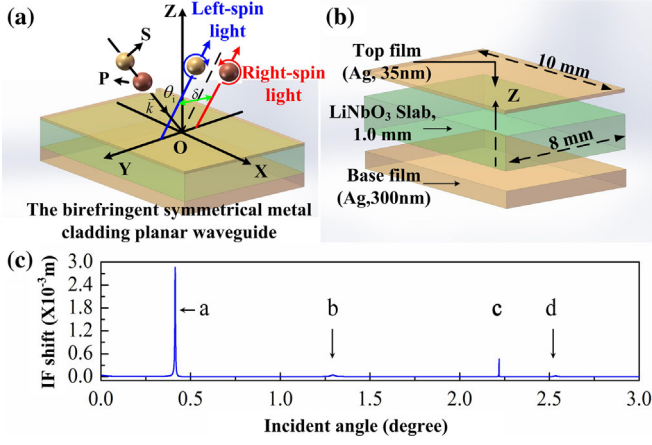 (a)
Z
S
P
k
θi
δ
Left-spin
light
Right-spin
light
O
Y
X
The birefringent symmetrical metal
cladding planar waveguide
(b)
Top film
(Ag, 35nm)
10 mm
Z
LiNbO3 Slab,
1.0 mm
8 mm
Base film
(Ag,300nm)
(c)
IF shift (X10-3m)
3.0
2.4
1.8
1.2
0.6
0.0
a
b
c
d
0.0 0.5 1.0 1.5 2.0 2.5 3.0
Incident angle (degree)